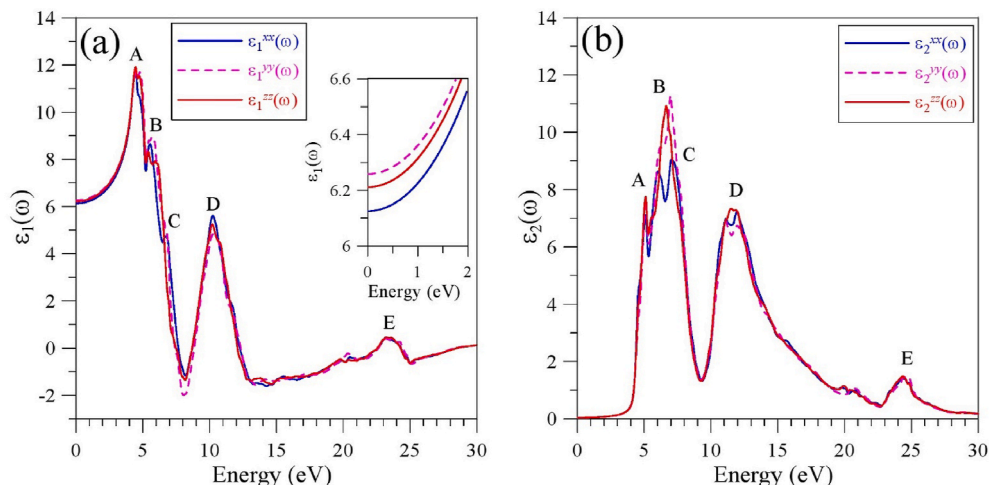 (a)
ε₁ˣˣ(ω)
ε₁ʸʸ(ω)
ε₁ᶻᶻ(ω)
14
12
10
8
6
4
2
0
-2
ε₁(ω)
A
B
C
D
E
6.6
6.4
6.2
6
ε₁(ω)
0 1 2
Energy (eV)
0 5 10 15 20 25 30
Energy (eV)
(b)
ε₂ˣˣ(ω)
ε₂ʸʸ(ω)
ε₂ᶻᶻ(ω)
14
12
10
8
6
4
2
0
ε₂(ω)
A
B
C
D
E
0 5 10 15 20 25 30
Energy (eV)